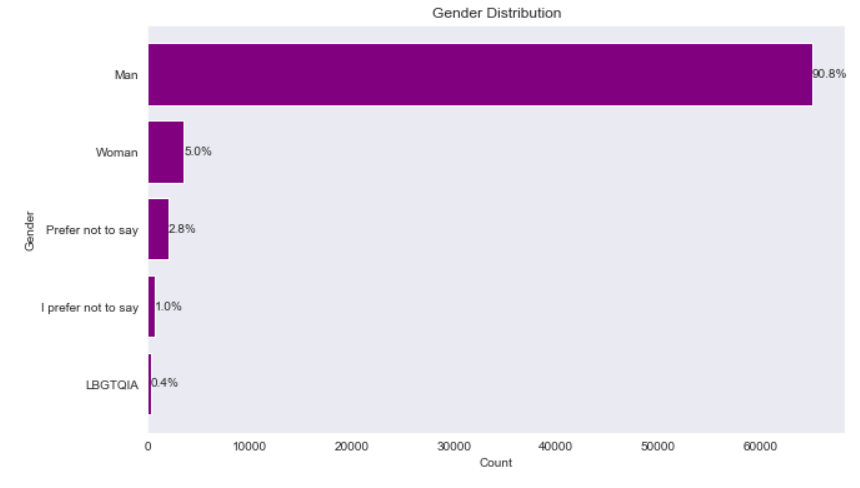 Gender Distribution
Man
90.8%
Woman
5.0%
Prefer not to say
2.8%
I prefer not to say
1.0%
LBGTQIA
0.4%
Gender
0
10000
20000
30000
40000
50000
60000
Count